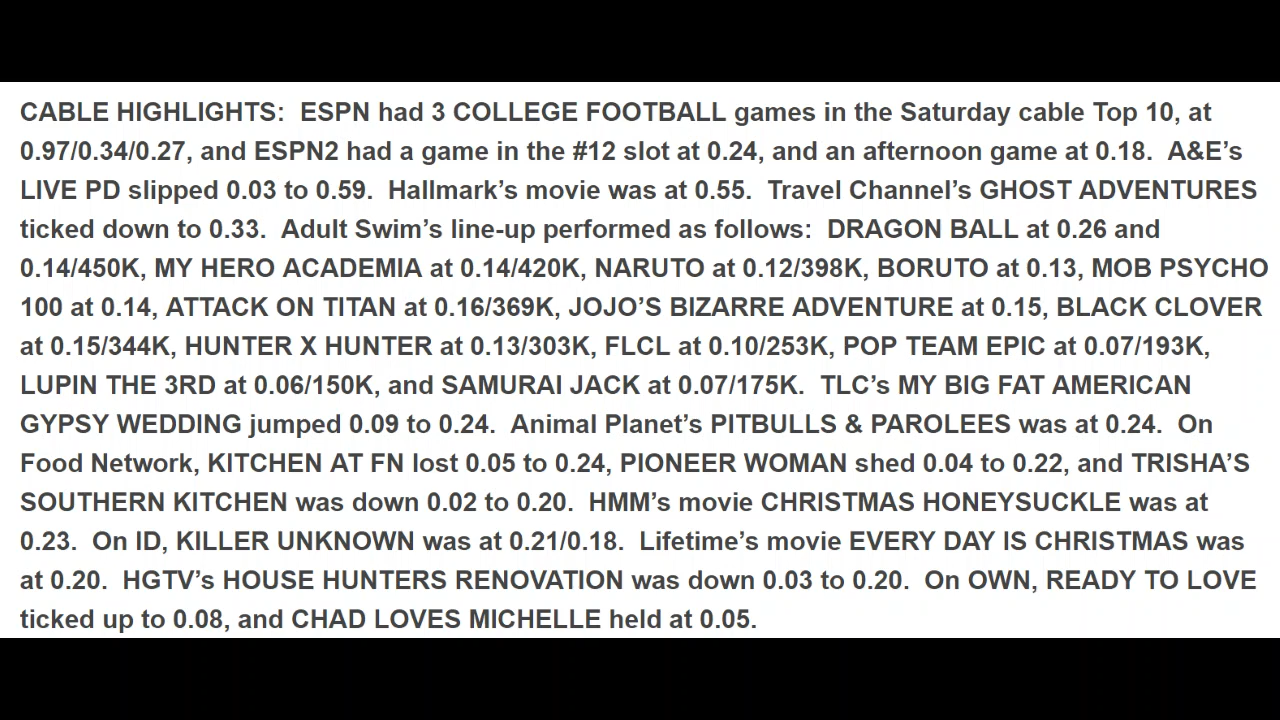 CABLE HIGHLIGHTS:  ESPN had 3 COLLEGE FOOTBALL games in the Saturday cable Top 10, at
0.97/0.34/0.27, and ESPN2 had a game in the #12 slot at 0.24, and an afternoon game at 0.18.  A&E’s
LIVE PD slipped 0.03 to 0.59.  Hallmark’s movie was at 0.55.  Travel Channel’s GHOST ADVENTURES
ticked down to 0.33.  Adult Swim’s line-up performed as follows:  DRAGON BALL at 0.26 and
0.14/450K, MY HERO ACADEMIA at 0.14/420K, NARUTO at 0.12/398K, BORUTO at 0.13, MOB PSYCHO
100 at 0.14, ATTACK ON TITAN at 0.16/369K, JOJO’S BIZARRE ADVENTURE at 0.15, BLACK CLOVER
at 0.15/344K, HUNTER X HUNTER at 0.13/303K, FLCL at 0.10/253K, POP TEAM EPIC at 0.07/193K,
LUPIN THE 3RD at 0.06/150K, and SAMURAI JACK at 0.07/175K.  TLC’s MY BIG FAT AMERICAN
GYPSY WEDDING jumped 0.09 to 0.24.  Animal Planet’s PITBULLS & PAROLEES was at 0.24.  On
Food Network, KITCHEN AT FN lost 0.05 to 0.24, PIONEER WOMAN shed 0.04 to 0.22, and TRISHA’S
SOUTHERN KITCHEN was down 0.02 to 0.20.  HMM’s movie CHRISTMAS HONEYSUCKLE was at
0.23.  On ID, KILLER UNKNOWN was at 0.21/0.18.  Lifetime’s movie EVERY DAY IS CHRISTMAS was
at 0.20.  HGTV’s HOUSE HUNTERS RENOVATION was down 0.03 to 0.20.  On OWN, READY TO LOVE
ticked up to 0.08, and CHAD LOVES MICHELLE held at 0.05.